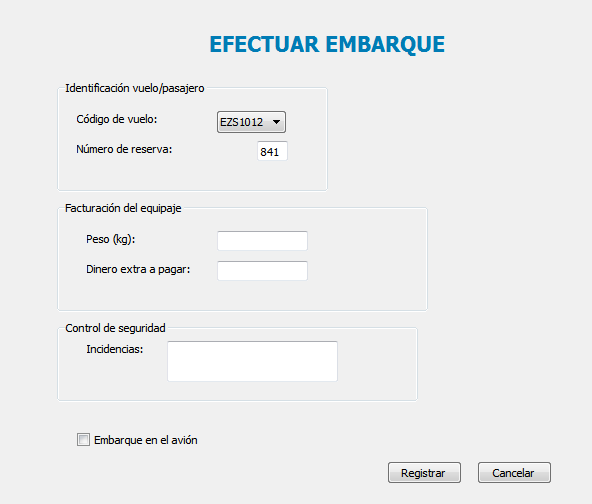 EFECTUAR EMBARQUE
Identificación vuelo/pasajero
Código de vuelo: EZS1012
Número de reserva: 841
Facturación del equipaje
Peso (kg):
Dinero extra a pagar:
Control de seguridad
Incidencias:
Embarque en el avión
Registrar Cancelar